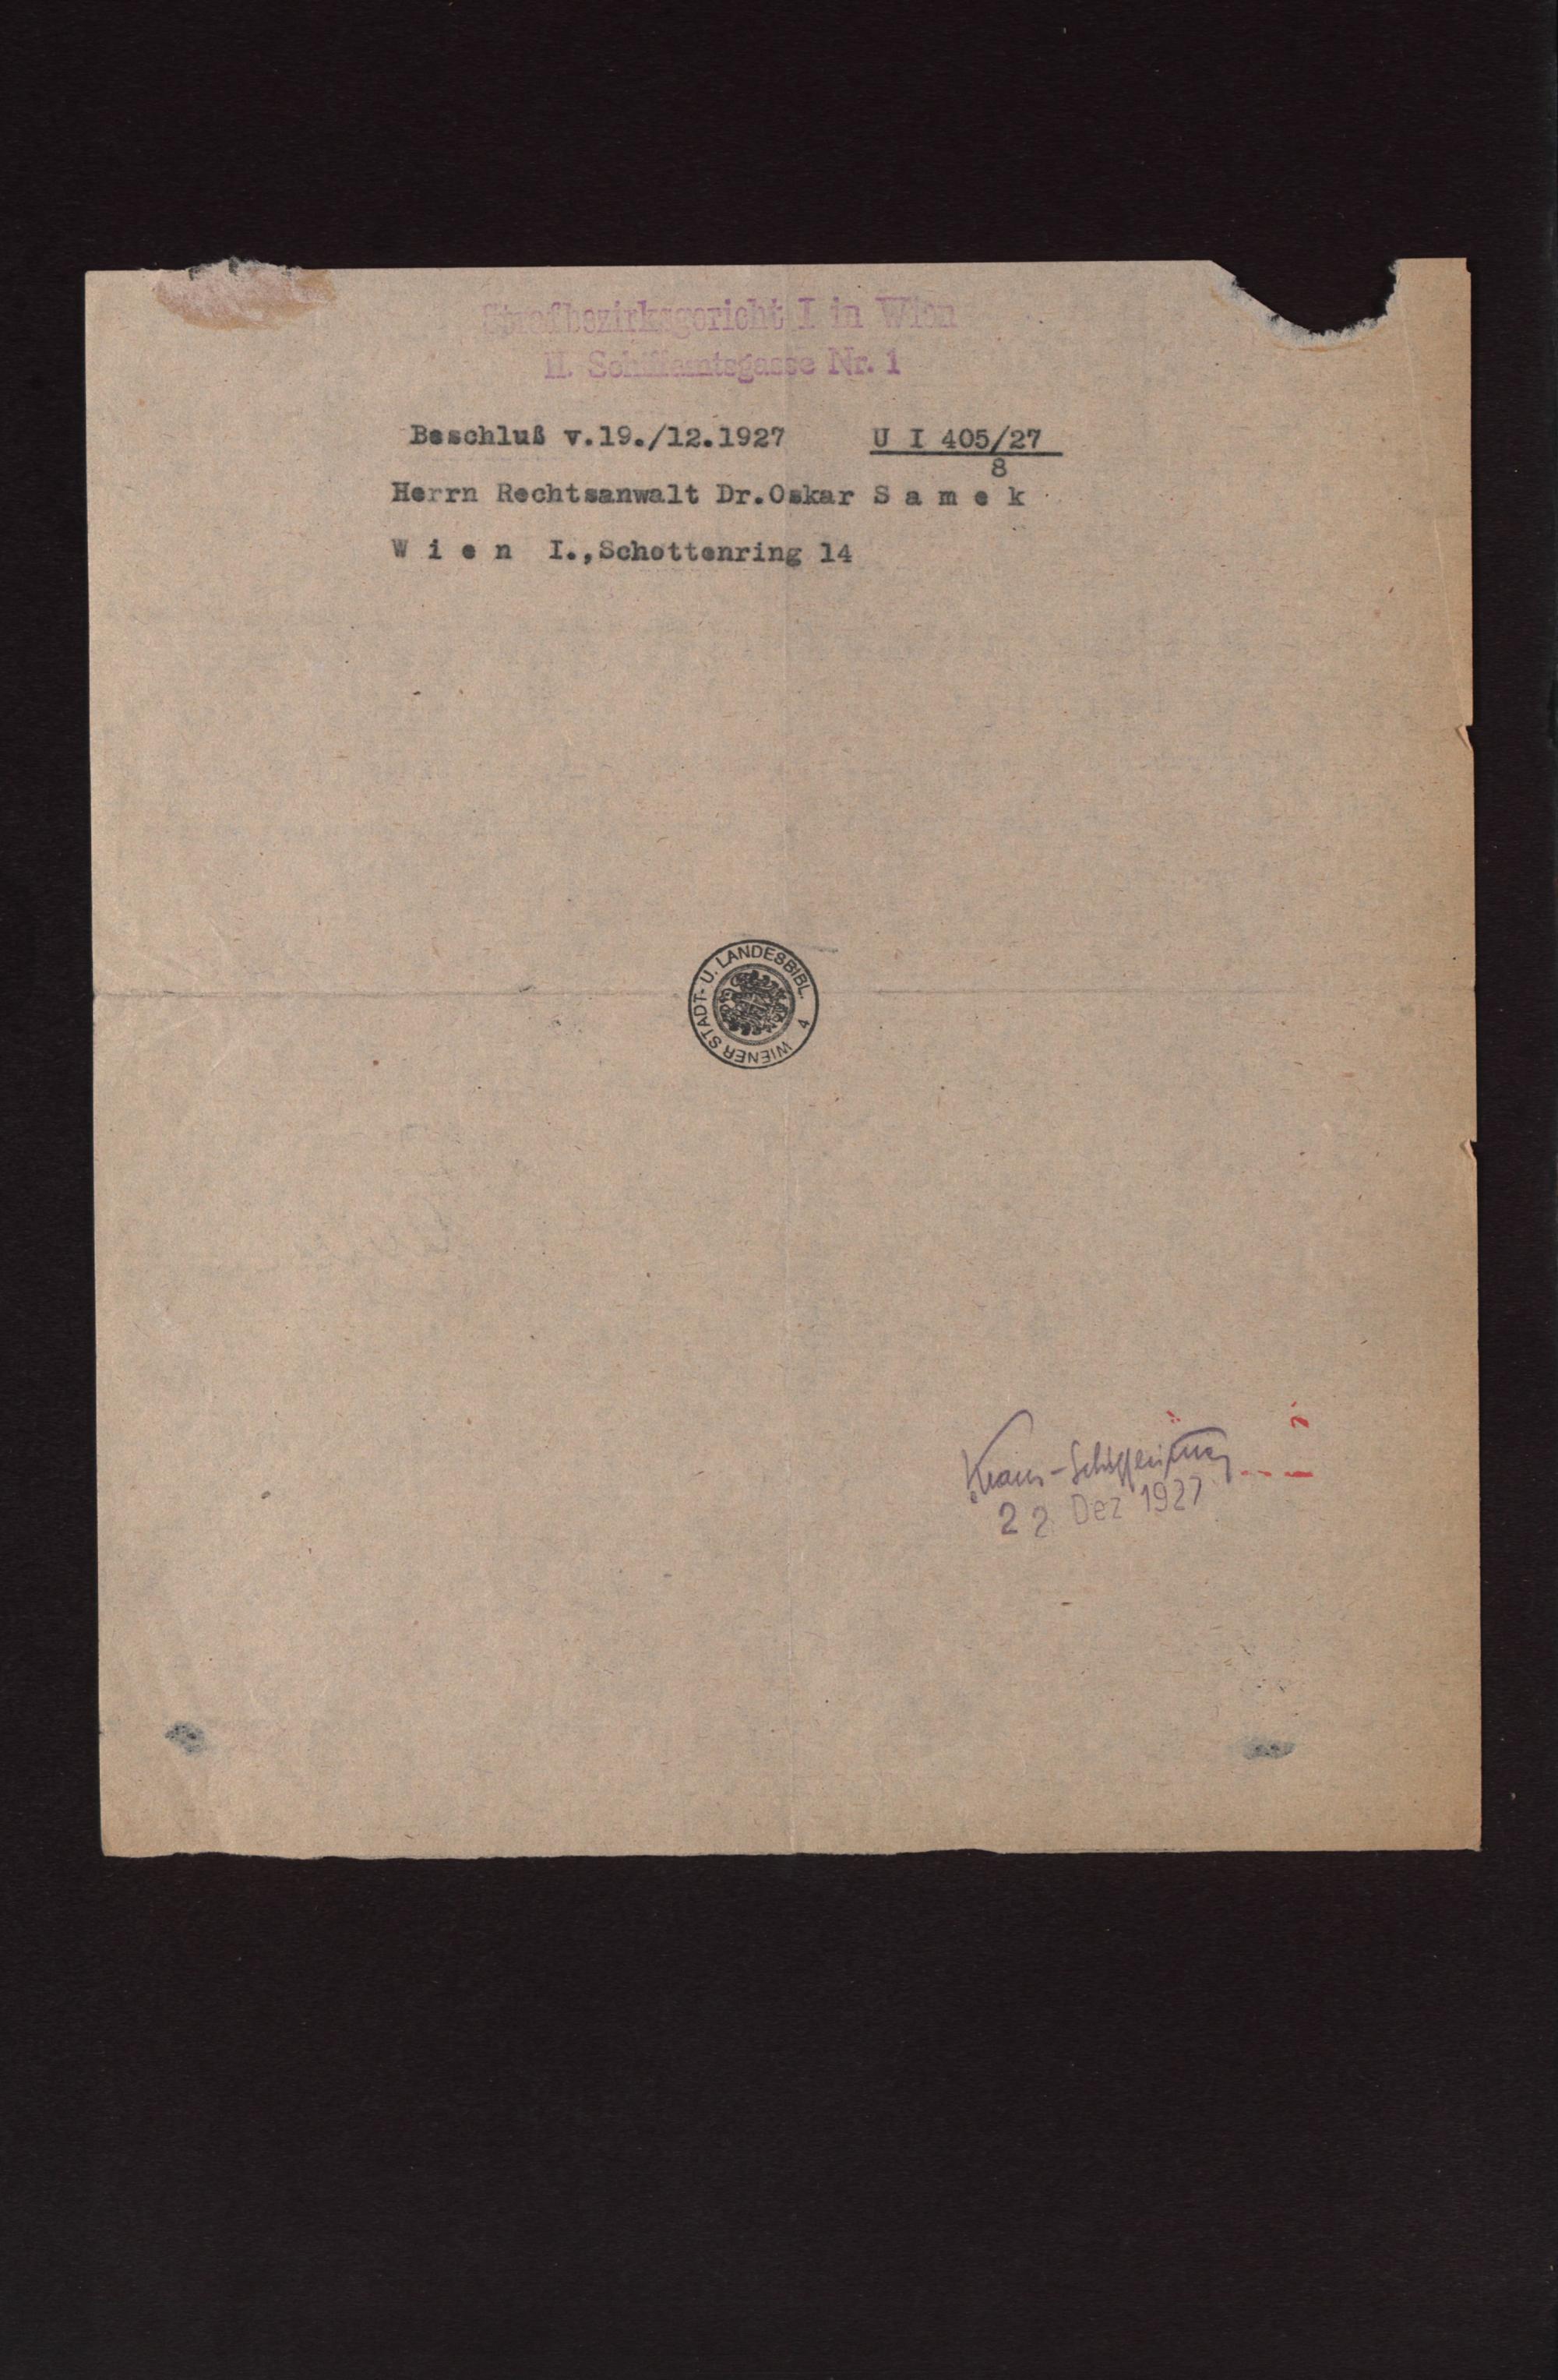 Strafbezirksgericht I in Wien
II. Schiffamtsgasse Nr. 1
Beschluß v.19./12.1927 U I 405/27
8
Herrn Rechtsanwalt Dr.Oskar S a m e k
W i e n I.,Schottenring 14
WIENER STADT- U. LANDESBIBL. 4
Kraus-
22 Dez 1927